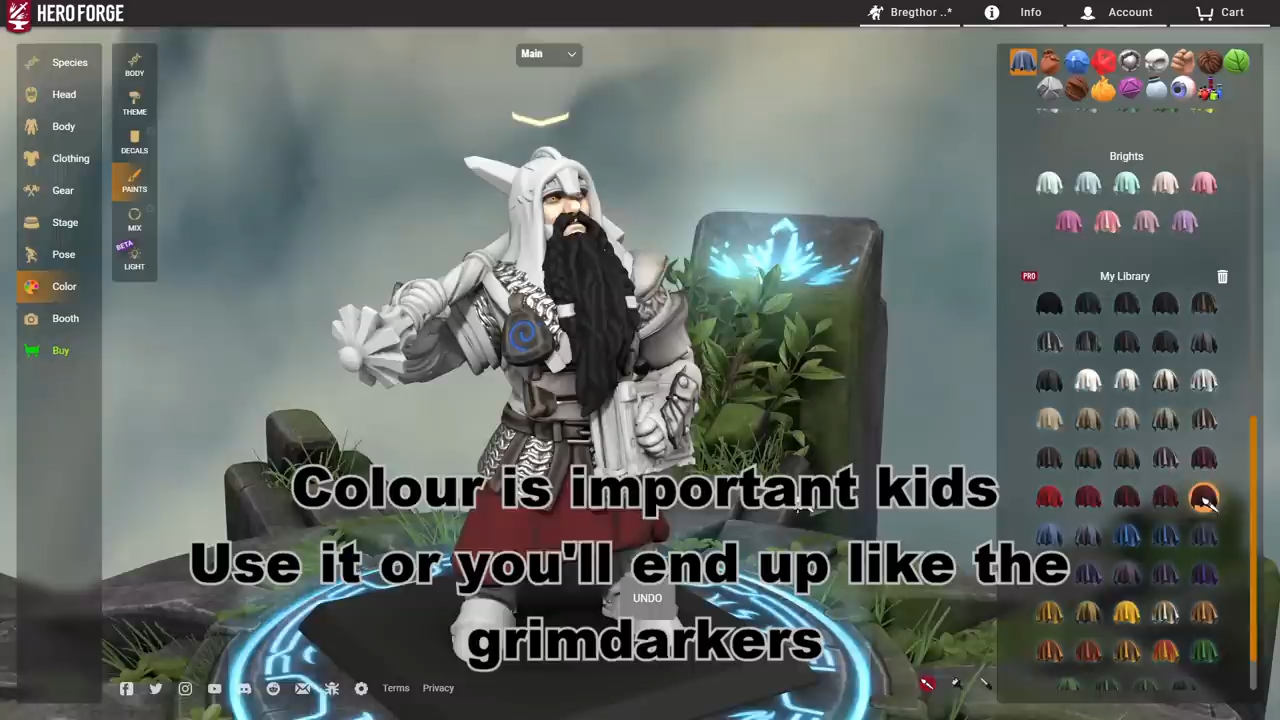 HERO FORGE
Bregthor ..*
Info
Account
Cart
Species
Head
Body
Clothing
Gear
Stage
Pose
Color
Booth
Buy
BODY
THEME
DECALS
PAINTS
MIX
BETA
LIGHT
Main
Brights
PRO
My Library
Colour is important kids
Use it or you'll end up like the
grimdarkers
UNDO
Terms
Privacy